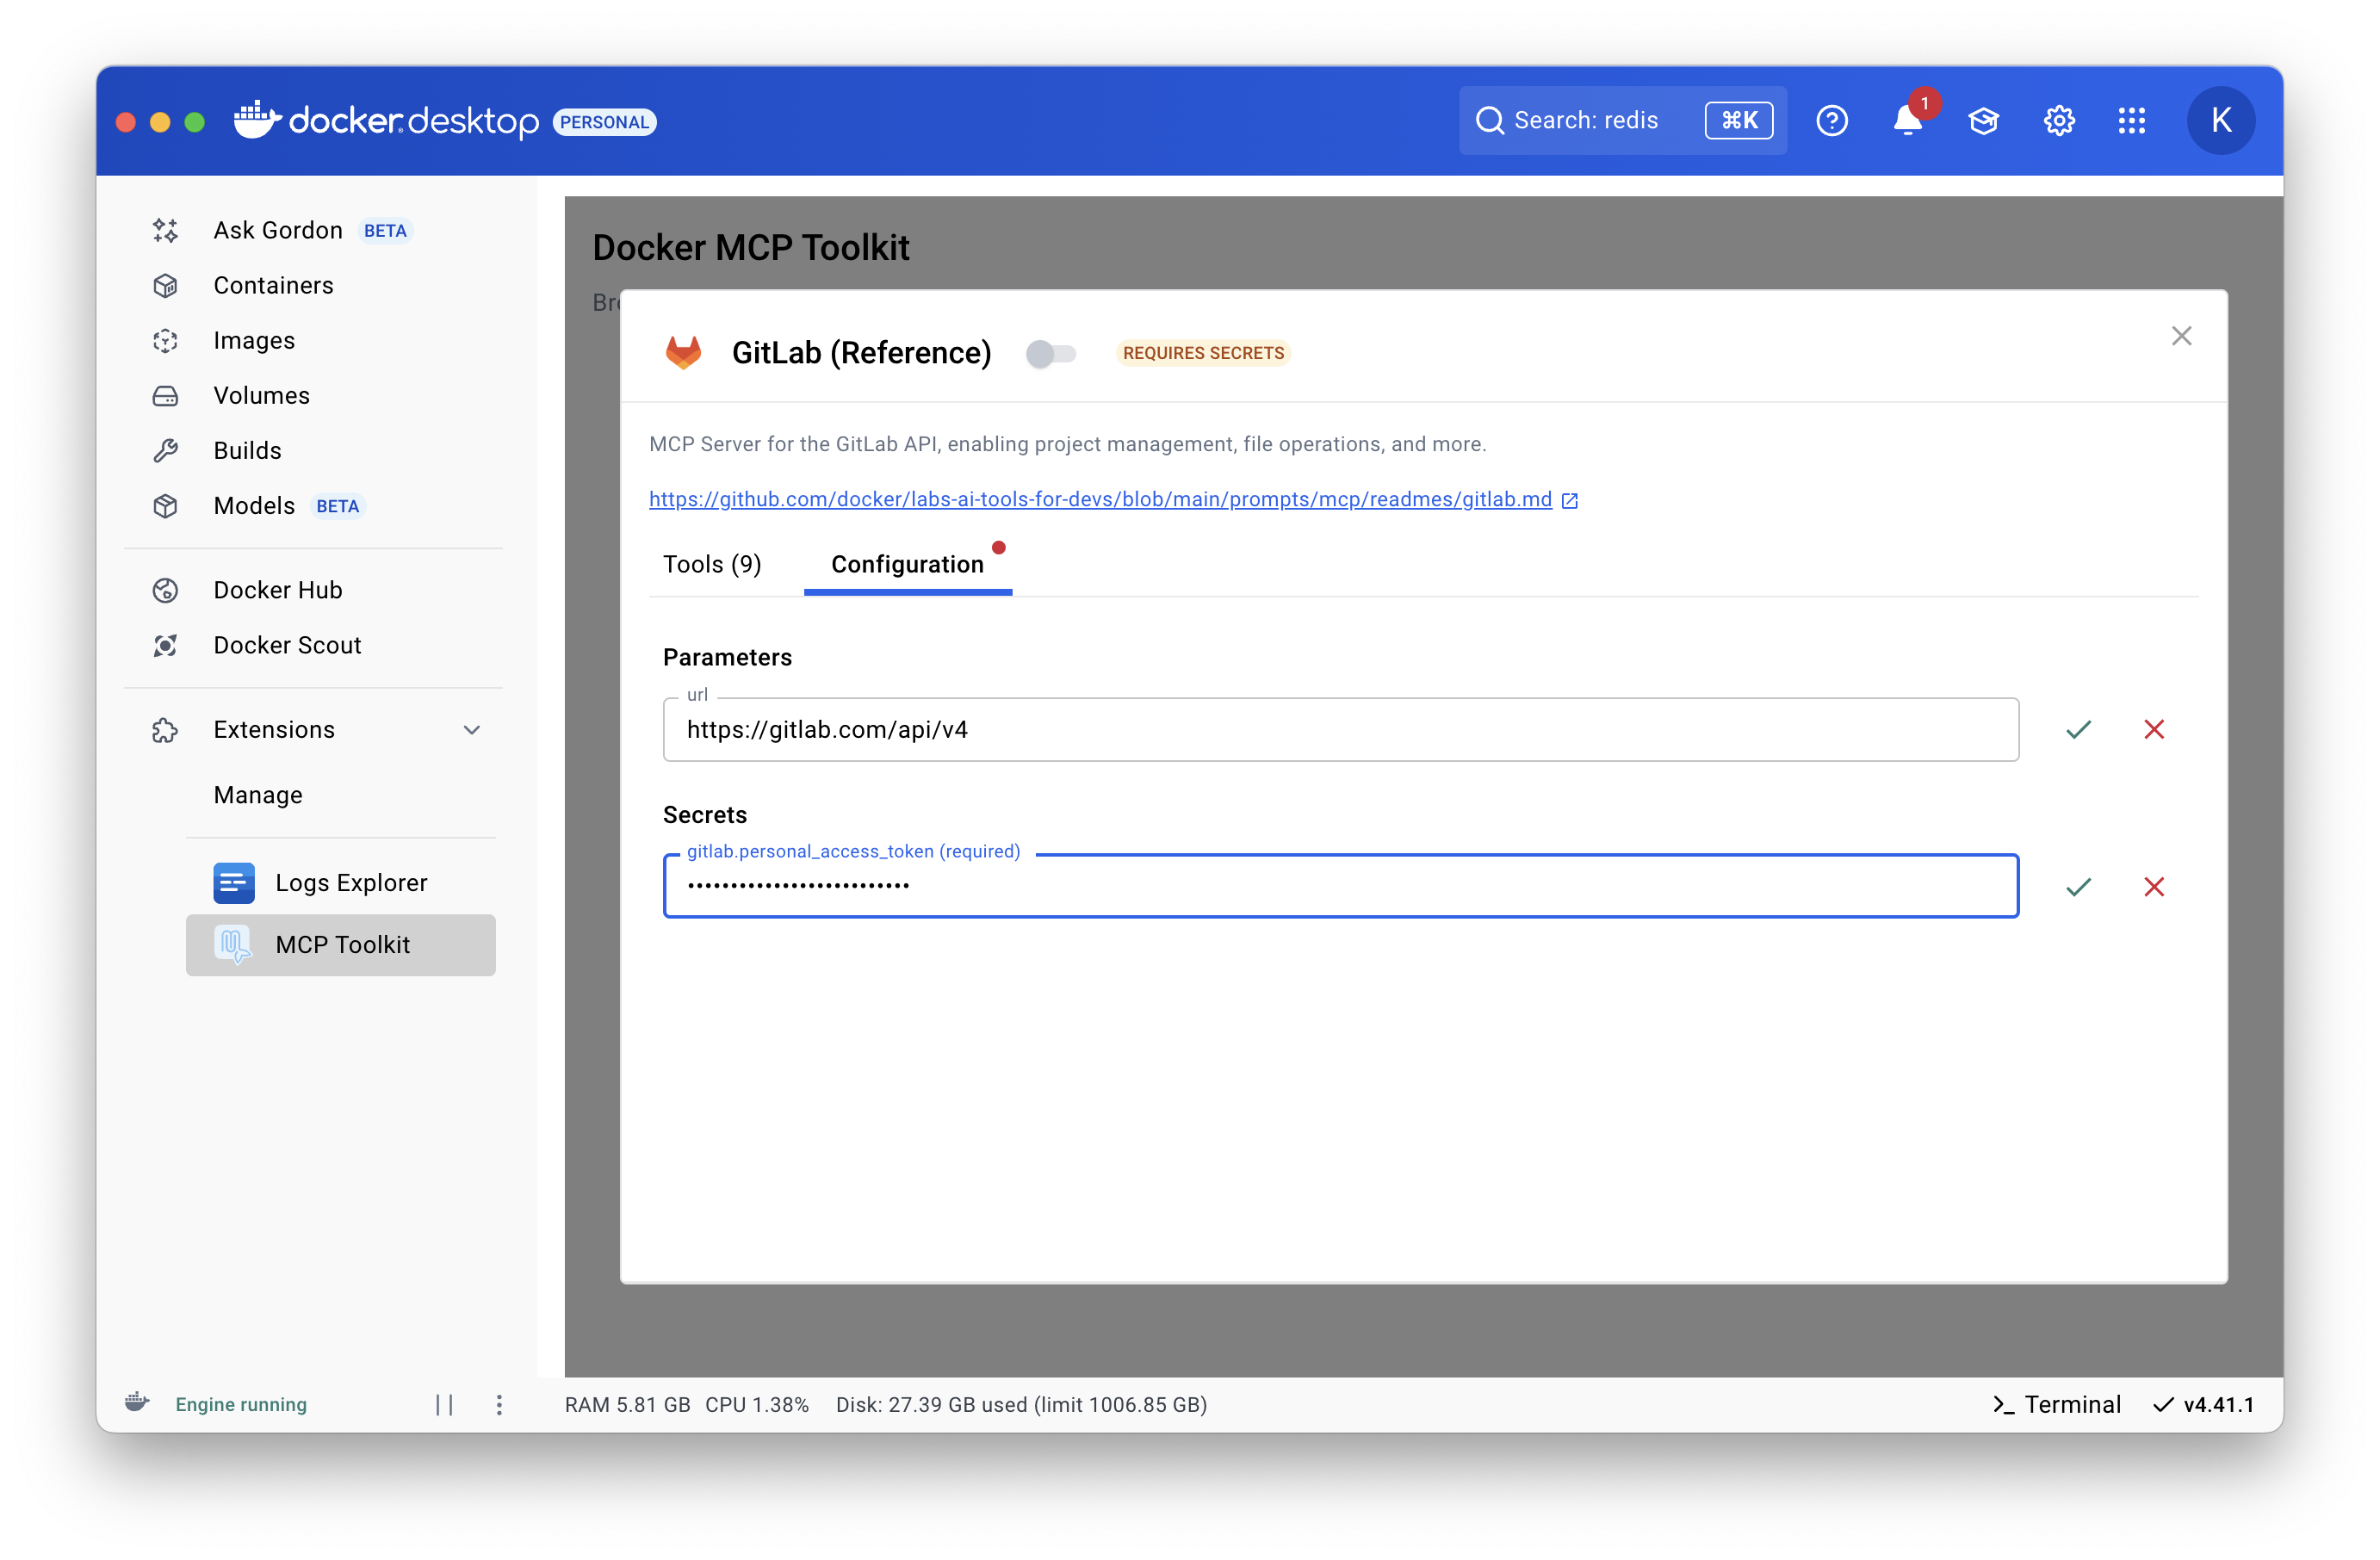 docker desktop PERSONAL
Search: redis ⌘K
1
K
Ask Gordon BETA
Containers
Images
Volumes
Builds
Models BETA
Docker Hub
Docker Scout
Extensions
Manage
Logs Explorer
MCP Toolkit
Docker MCP Toolkit
GitLab (Reference) REQUIRES SECRETS
MCP Server for the GitLab API, enabling project management, file operations, and more.
https://github.com/docker/labs-ai-tools-for-devs/blob/main/prompts/mcp/readmes/gitlab.md
Tools (9) Configuration
Parameters
url
https://gitlab.com/api/v4
Secrets
gitlab.personal_access_token (required)
••••••••••••••••••••••••••
Engine running
RAM 5.81 GB CPU 1.38% Disk: 27.39 GB used (limit 1006.85 GB)
Terminal v4.41.1